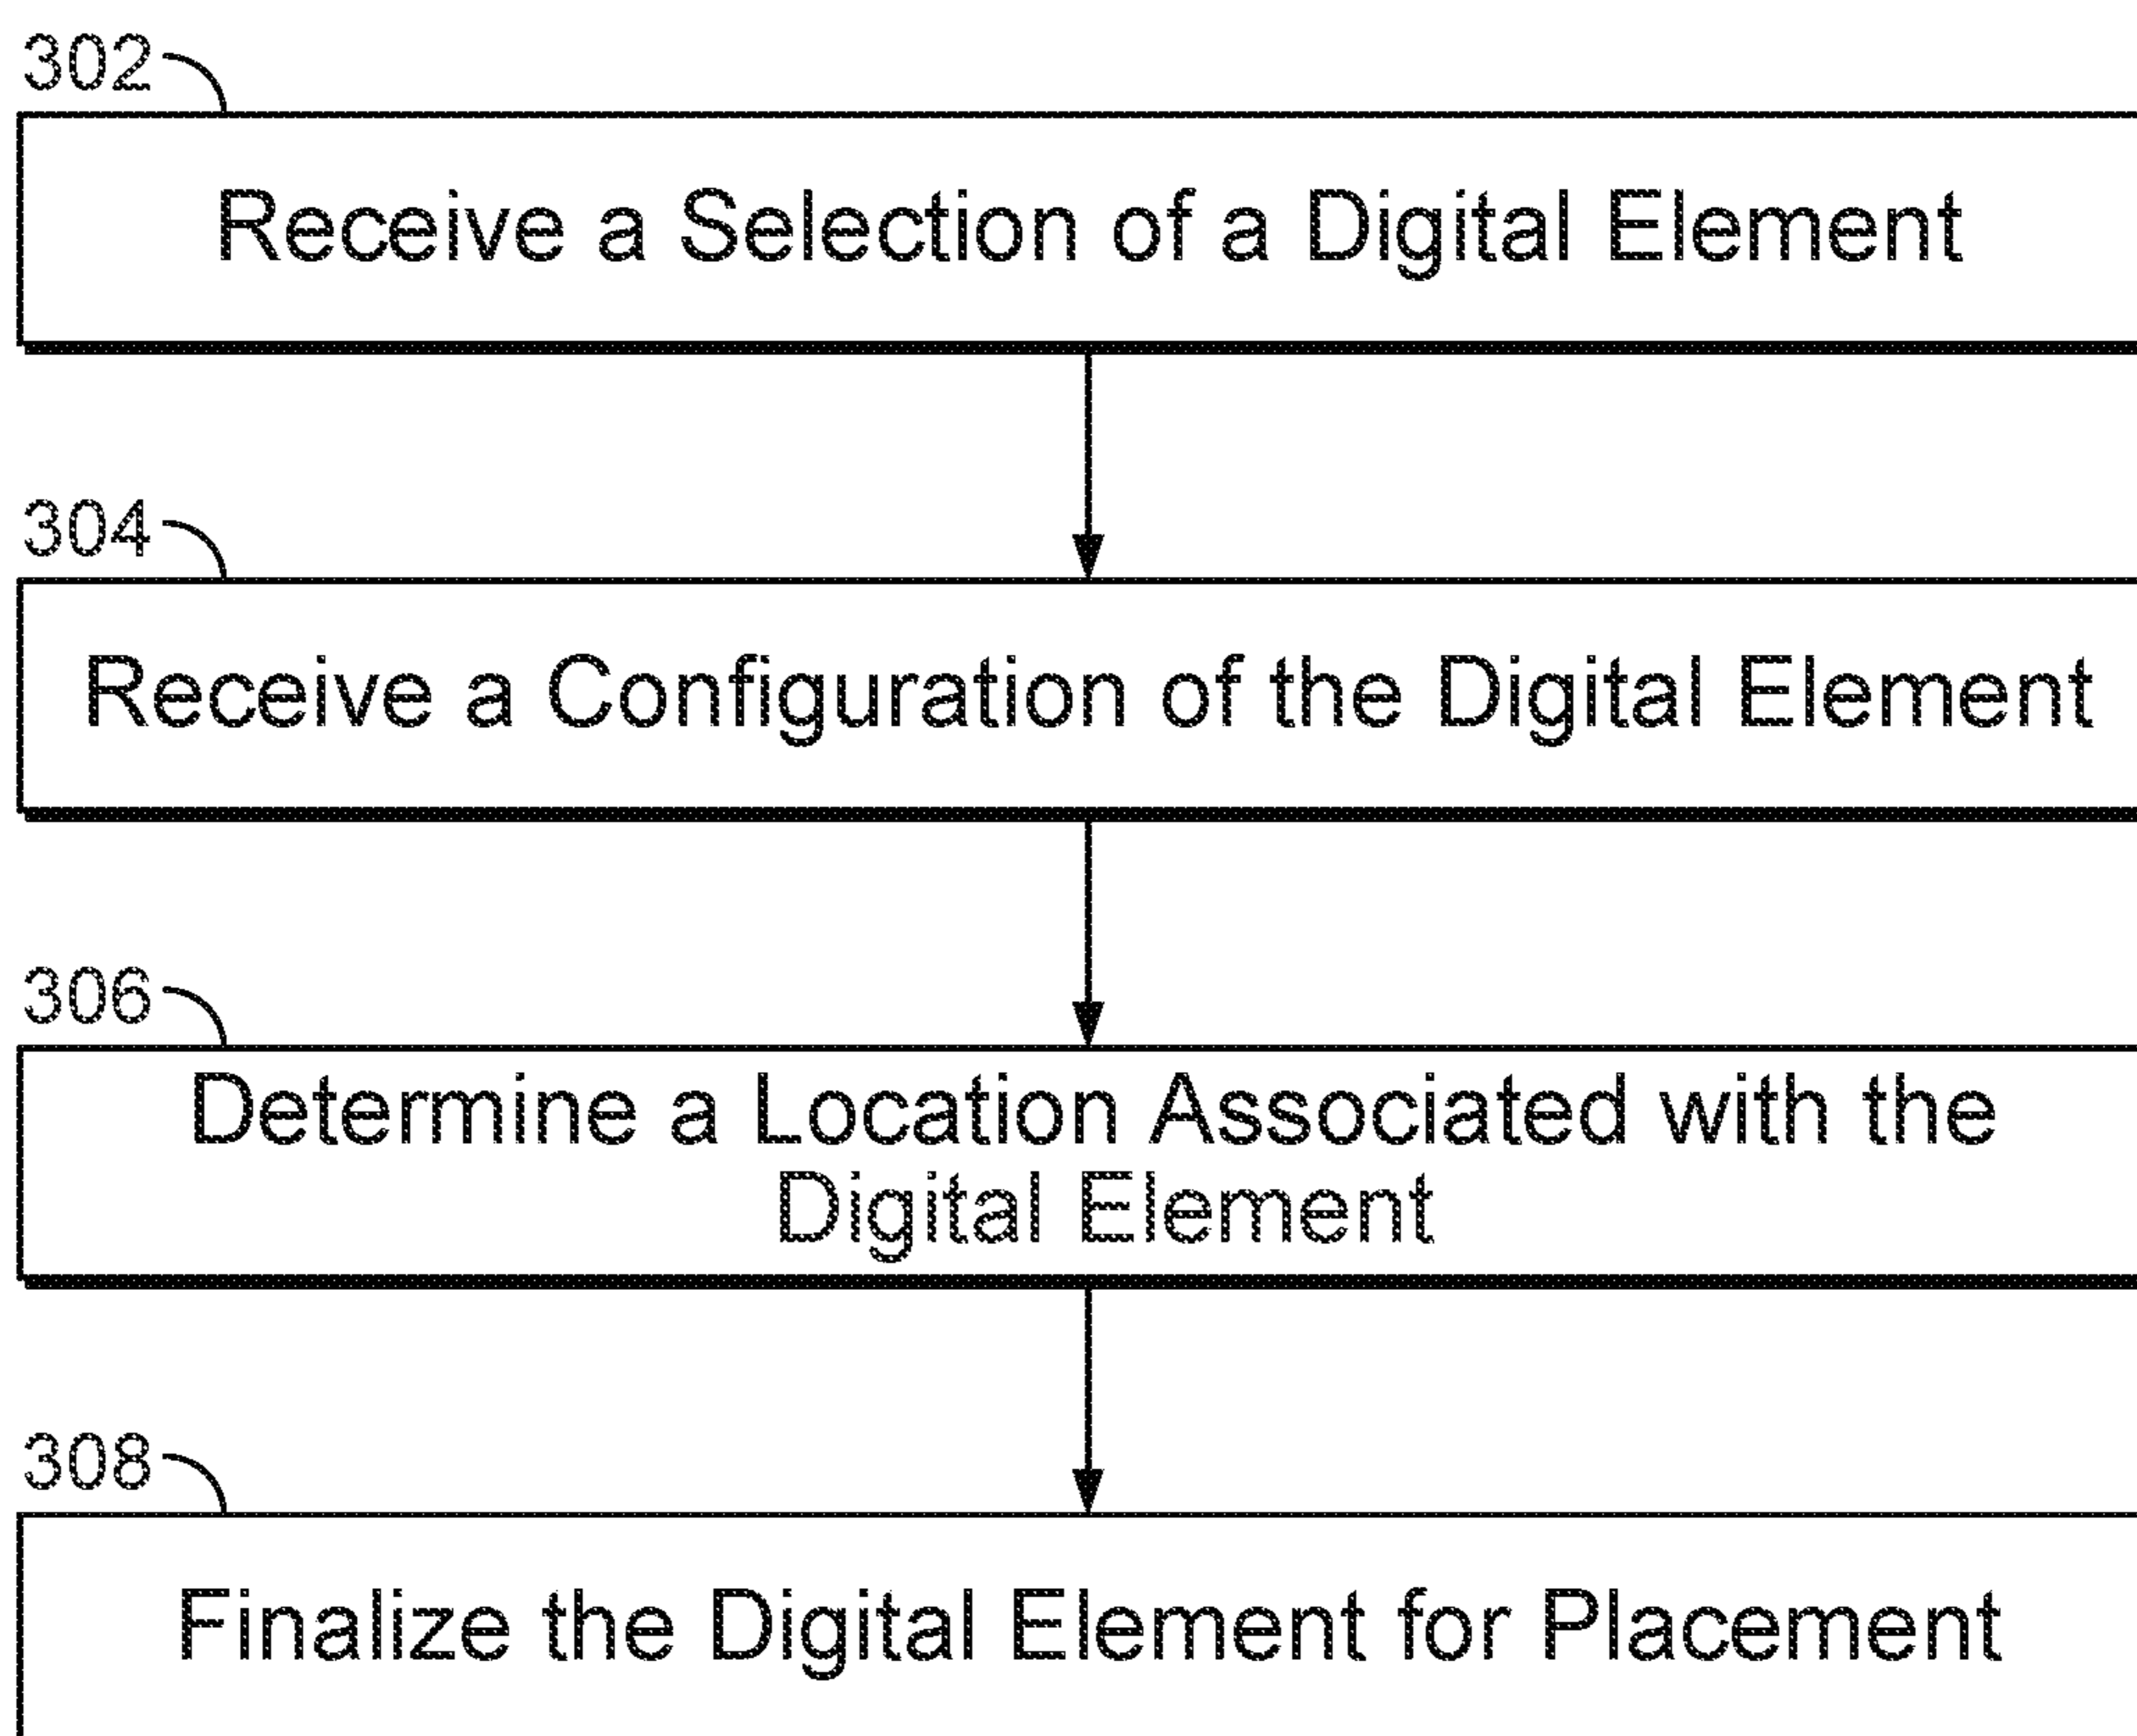 302
Receive a Selection of a Digital Element
304
Receive a Configuration of the Digital Element
306
Determine a Location Associated with the
Digital Element
308
Finalize the Digital Element for Placement